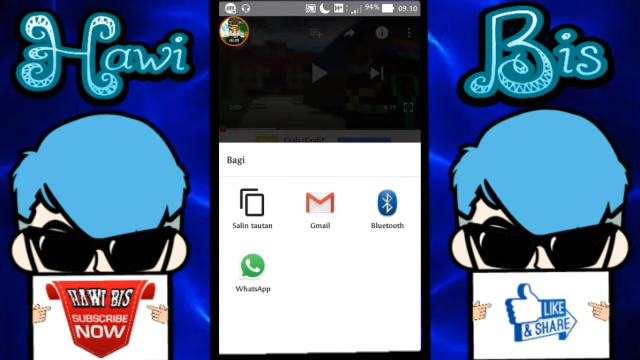 Hawi
Bis
94%
09.10
Bagi
Salin tautan
Gmail
Bluetooth
WhatsApp
HAWI BIS
SUBSCRIBE
NOW
LIKE
& SHARE